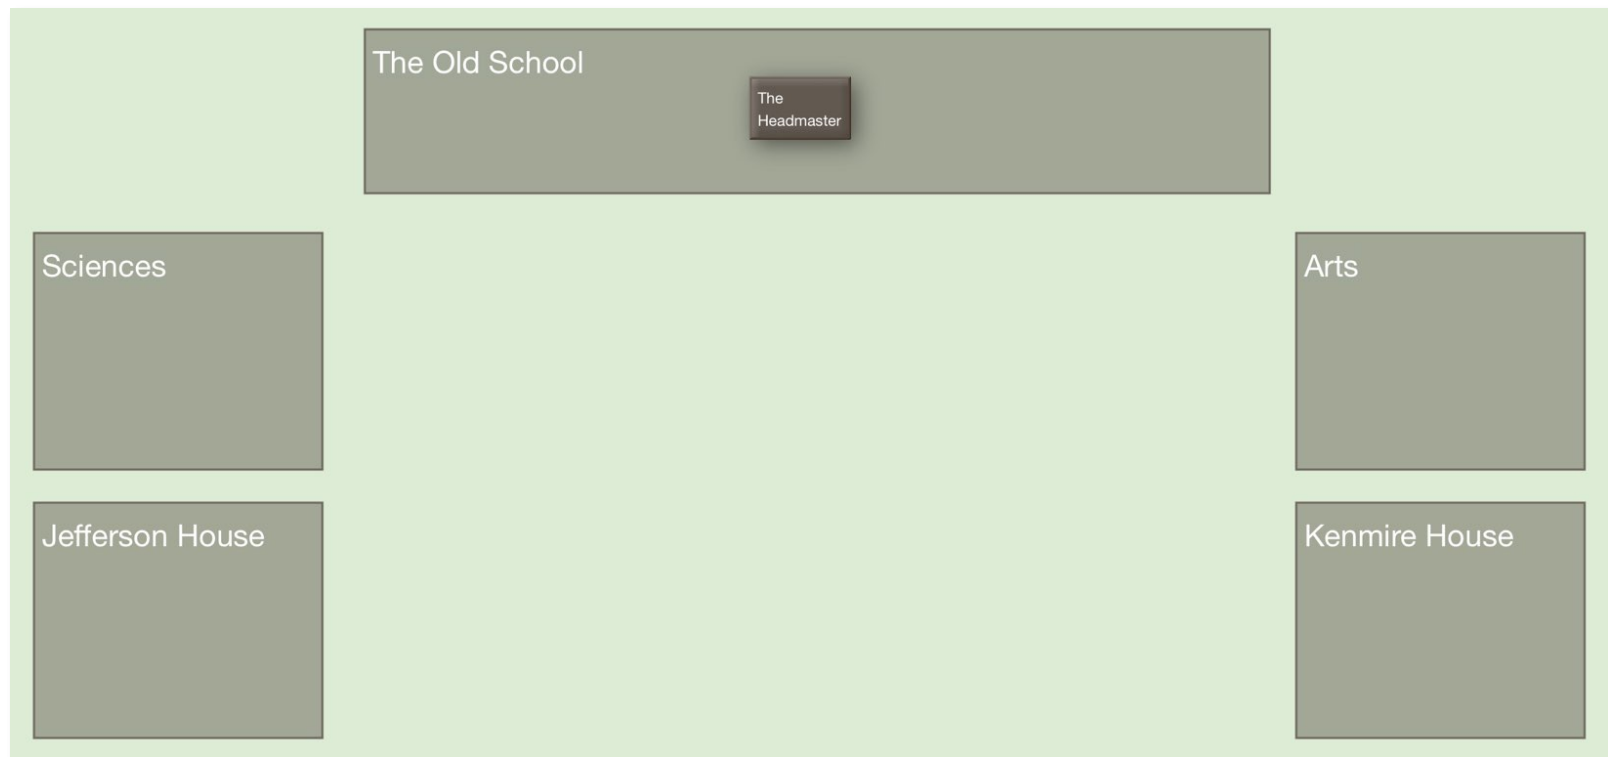 The Old School
The
Headmaster
Sciences
Arts
Jefferson House
Kenmire House